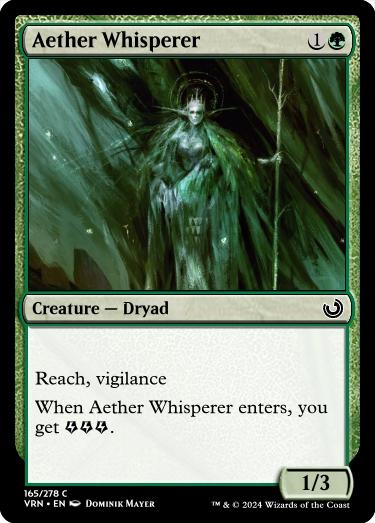 Aether Whisperer 1
Creature — Dryad
Reach, vigilance
When Aether Whisperer enters, you
get .
1/3
165/278 C
VRN • EN DOMINIK MAYER
™ & © 2024 Wizards of the Coast